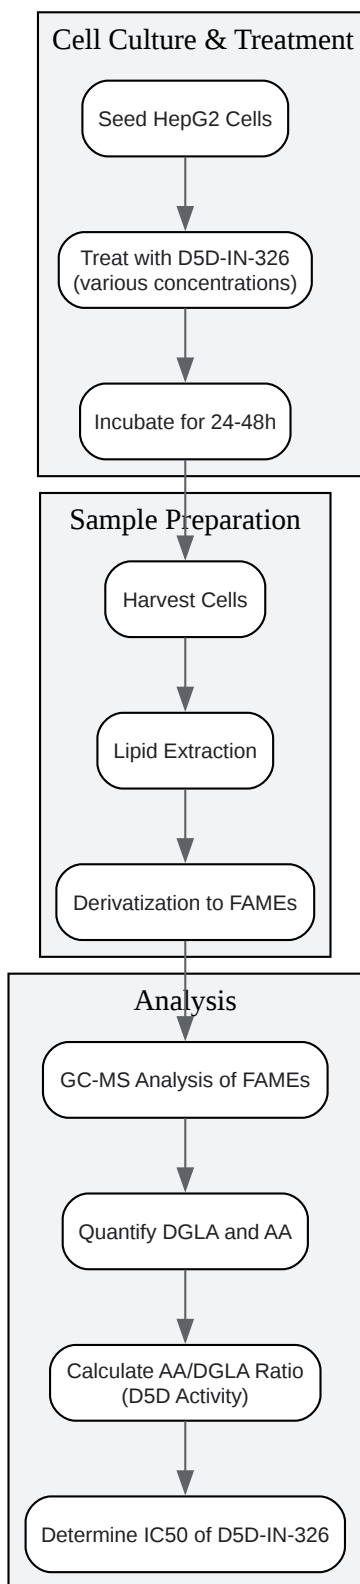 Cell Culture & Treatment
Seed HepG2 Cells
Treat with D5D-IN-326
(various concentrations)
Incubate for 24-48h
Sample Preparation
Harvest Cells
Lipid Extraction
Derivatization to FAMEs
Analysis
GC-MS Analysis of FAMEs
Quantify DGLA and AA
Calculate AA/DGLA Ratio
(D5D Activity)
Determine IC50 of D5D-IN-326